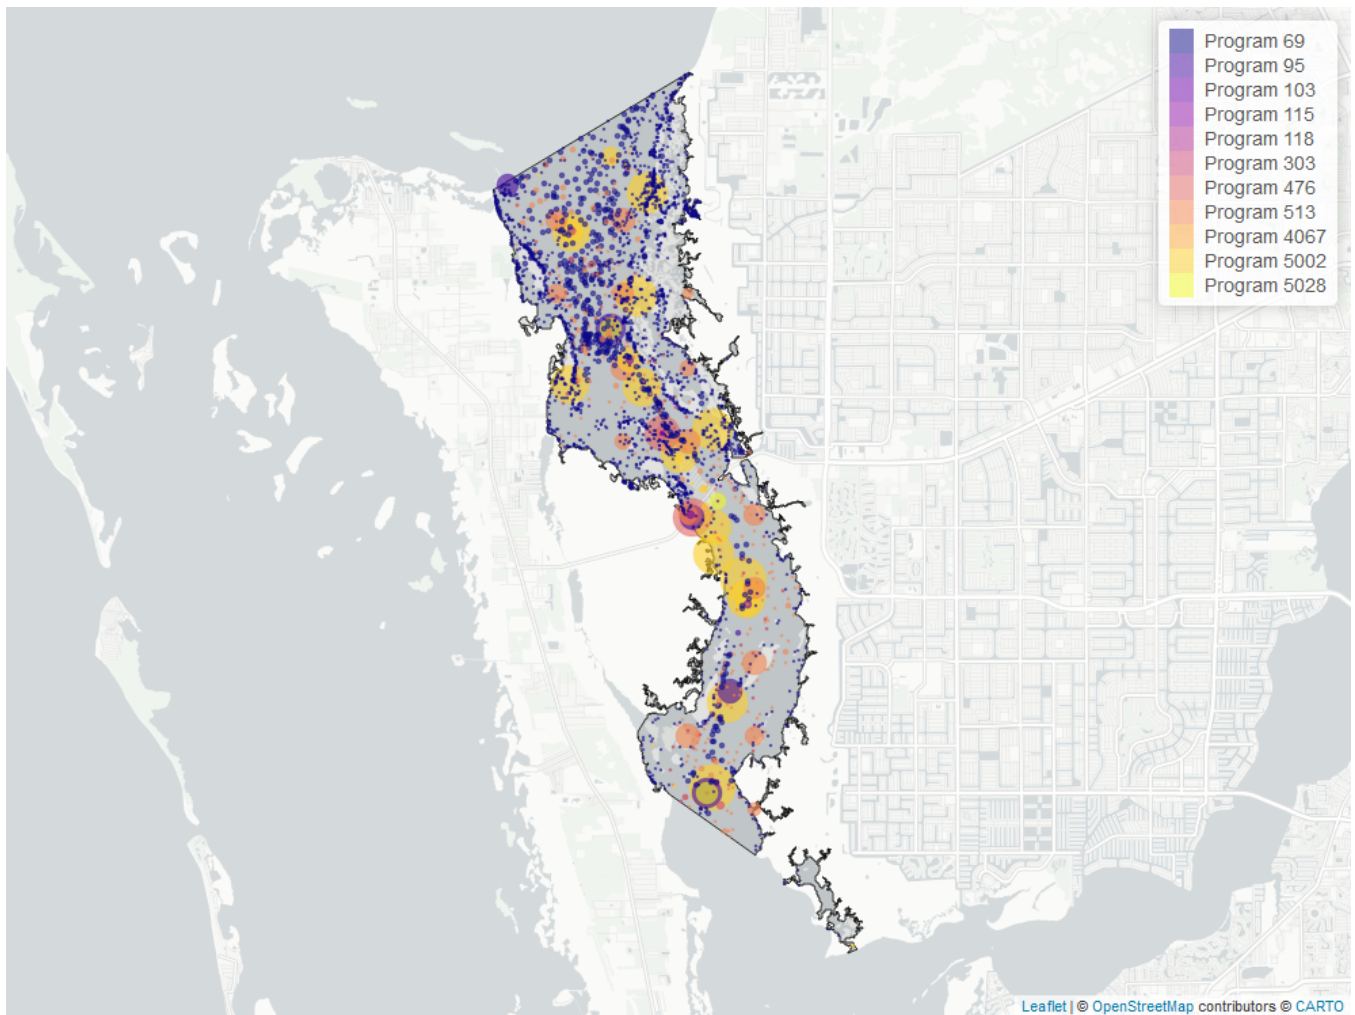 Program 69
Program 95
Program 103
Program 115
Program 118
Program 303
Program 476
Program 513
Program 4067
Program 5002
Program 5028
Leaflet | © OpenStreetMap contributors © CARTO